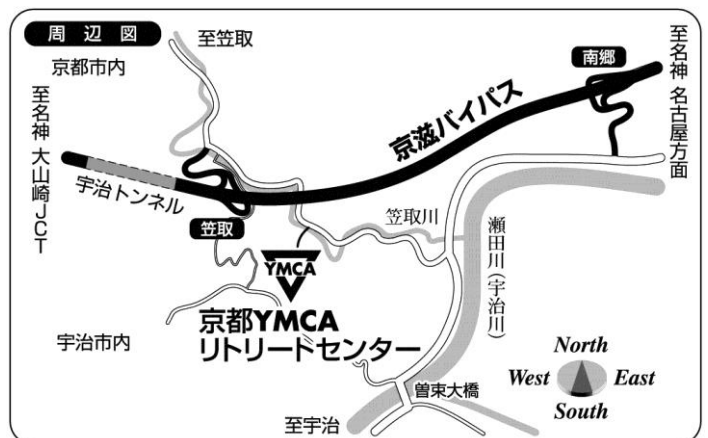 周辺図
至笠取
京都市内
至名神 大山崎JCT
宇治トンネル
笠取
京滋バイパス
南郷
至名神 名古屋方面
笠取川
瀬田川(宇治川)
YMCA
京都YMCA
リトリートセンター
宇治市内
曽束大橋
至宇治
North
West East
South